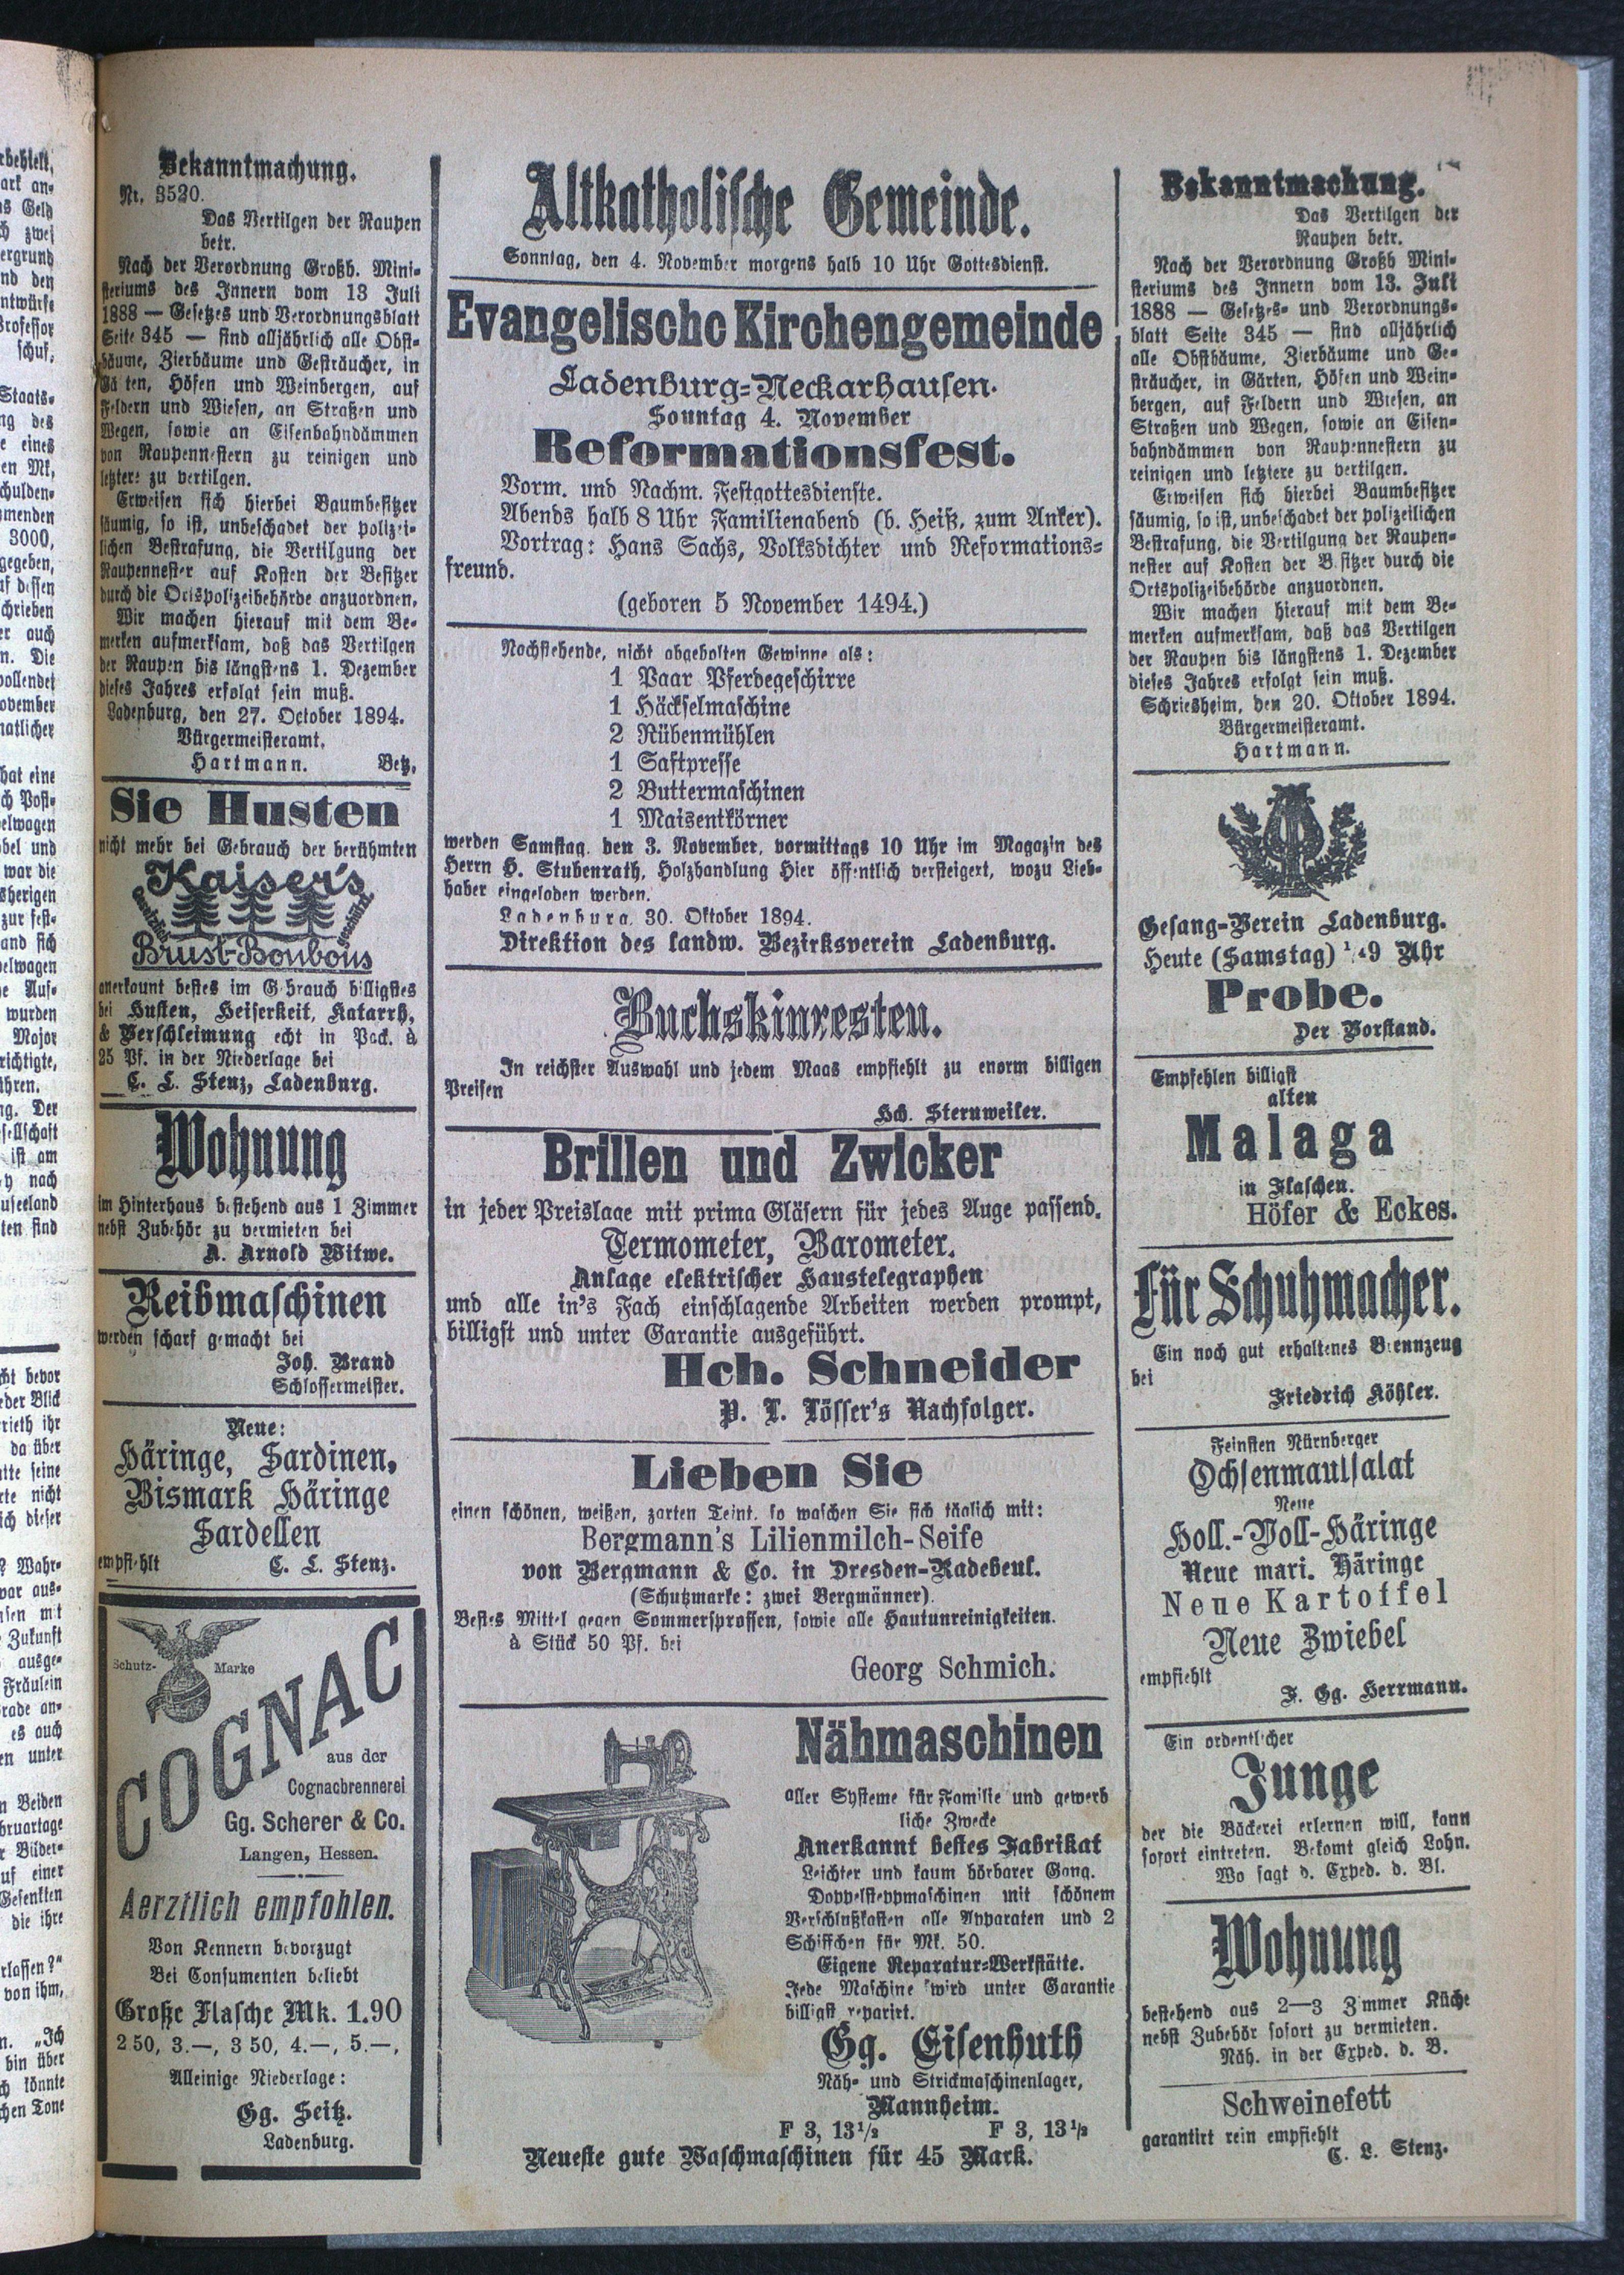 Bekanntmachung.
Nr. 3520.
Das Vertilgen der Raupen
betr.
Nach der Verordnung Großh. Mini-
steriums des Innern vom 13 Juli
1888 — Gesetzes und Verordnungsblatt
Seite 345 — sind alljährlich alle Obst-
bäume, Zierbäume und Gesträucher, in
Gärten, Höfen und Weinbergen, auf
Feldern und Wiesen, an Straßen und
Wegen, sowie an Eisenbahndämmen
von Raupennestern zu reinigen und
letztere zu vertilgen.
Erweisen sich hierbei Baumbesitzer
säumig, so ist, unbeschadet der polizei-
lichen Bestrafung, die Vertilgung der
Raupennester auf Kosten der Besitzer
durch die Ortspolizeibehörde anzuordnen.
Wir machen hierauf mit dem Be-
merken aufmerksam, daß das Vertilgen
der Raupen bis längstens 1. Dezember
dieses Jahres erfolgt sein muß.
Ladenburg, den 27. October 1894.
Bürgermeisteramt.
Hartmann. Betz.
Sie Husten
nicht mehr bei Gebrauch der berühmten
Kaiser's
Brust-Bonbons
anerkannt bestes im Gebrauch billigstes
bei Husten, Heiserkeit, Katarrh,
& Verschleimung echt in Pack. à
25 Pf. in der Niederlage bei
C. L. Stenz, Ladenburg.
Wohnung
im Hinterhaus bestehend aus 1 Zimmer
nebst Zubehör zu vermieten bei
A. Arnold Witwe.
Reibmaschinen
werden scharf gemacht bei
Joh. Brand
Schlossermeister.
Neue:
Häringe, Sardinen,
Bismark Häringe
Sardellen
empfiehlt C. L. Stenz.
Schutz- Marke
COGNAC
aus der
Cognacbrennerei
Gg. Scherer & Co.
Langen, Hessen.
Aerztlich empfohlen.
Von Kennern bevorzugt
Bei Consumenten beliebt
Große Flasche Mk. 1.90
2 50, 3.—, 3 50, 4.—, 5.—,
Alleinige Niederlage:
Gg. Seitz.
Ladenburg.
Altkatholische Gemeinde.
Sonntag, den 4. November morgens halb 10 Uhr Gottesdienst.
Evangelische Kirchengemeinde
Ladenburg-Neckarhausen.
Sonntag 4. November
Reformationsfest.
Vorm. und Nachm. Festgottesdienste.
Abends halb 8 Uhr Familienabend (b. Heiß, zum Anker).
Vortrag: Hans Sachs, Volksdichter und Reformations-
freund.
(geboren 5 November 1494.)
Nachstehende, nicht abgeholten Gewinne als:
1 Paar Pferdegeschirre
1 Häckselmaschine
2 Rübenmühlen
1 Saftpresse
2 Buttermaschinen
1 Maisentkörner
werden Samstag, den 3. November, vormittags 10 Uhr im Magazin des
Herrn H. Stubenrath, Holzhandlung Hier öffentlich versteigert, wozu Lieb-
haber eingeladen werden.
Ladenburg, 30. Oktober 1894.
Direktion des landw. Bezirksverein Ladenburg.
Buchskinresten.
In reichster Auswahl und jedem Maas empfiehlt zu enorm billigen
Preisen
Hch. Sternweiler.
Brillen und Zwicker
in jeder Preislage mit prima Gläsern für jedes Auge passend.
Termometer, Barometer.
Anlage elektrischer Haustelegraphen
und alle in's Fach einschlagende Arbeiten werden prompt,
billigst und unter Garantie ausgeführt.
Hch. Schneider
P. L. Lösser's Nachfolger.
Lieben Sie
einen schönen, weißen, zarten Teint, so waschen Sie sich täglich mit:
Bergmann's Lilienmilch-Seife
von Bergmann & Co. in Dresden-Radebeul.
(Schutzmarke: zwei Bergmänner).
Bestes Mittel gegen Sommersprossen, sowie alle Hautunreinigkeiten.
à Stück 50 Pf. bei
Georg Schmich.
Nähmaschinen
aller Systeme für Familie und gewerb
liche Zwecke
Anerkannt bestes Fabrikat
Leichter und kaum hörbarer Gang.
Doppelsteppmaschinen mit schönem
Verschlußkasten alle Apparaten und 2
Schiffchen für Mk. 50.
Eigene Reparatur-Werkstätte.
Jede Maschine wird unter Garantie
billigst reparirt.
Gg. Eisenhuth
Näh- und Strickmaschinenlager,
Mannheim.
F 3, 13½ F 3, 13½
Neueste gute Waschmaschinen für 45 Mark.
Bekanntmachung.
Das Vertilgen der
Raupen betr.
Nach der Verordnung Großh Mini-
steriums des Innern vom 13. Juli
1888 — Gesetzes- und Verordnungs-
blatt Seite 345 — sind alljährlich
alle Obstbäume, Zierbäume und Ge-
sträucher, in Gärten, Höfen und Wein-
bergen, auf Feldern und Wiesen, an
Straßen und Wegen, sowie an Eisen-
bahndämmen von Raupennestern zu
reinigen und letztere zu vertilgen.
Erweisen sich hierbei Baumbesitzer
säumig, so ist, unbeschadet der polizeilichen
Bestrafung, die Vertilgung der Raupen-
nester auf Kosten der Besitzer durch die
Ortspolizeibehörde anzuordnen.
Wir machen hierauf mit dem Be-
merken aufmerksam, daß das Vertilgen
der Raupen bis längstens 1. Dezember
dieses Jahres erfolgt sein muß.
Schriesheim, den 20. Oktober 1894.
Bürgermeisteramt.
Hartmann.
Gesang-Verein Ladenburg.
Heute (Samstag) 9 Uhr
Probe.
Der Vorstand.
Empfehlen billigst
alten
Malaga
in Flaschen.
Höfer & Eckes.
Für Schuhmacher.
Ein noch gut erhaltenes Brennzeug
bei
Friedrich Köhler.
Feinsten Nürnberger
Ochsenmaulsalat
Neue
Holl.-Voll-Häringe
Neue mari. Häringe
Neue Kartoffel
Neue Zwiebel
empfiehlt
J. Gg. Herrmann.
Ein ordentlicher
Junge
der die Bäckerei erlernen will, kann
sofort eintreten. Bekomt gleich Lohn.
Wo sagt d. Exped. d. Bl.
Wohnung
bestehend aus 2—3 Zimmer Küche
nebst Zubehör sofort zu vermieten.
Näh. in der Exped. d. B.
Schweinefett
garantirt rein empfiehlt
C. L. Stenz.